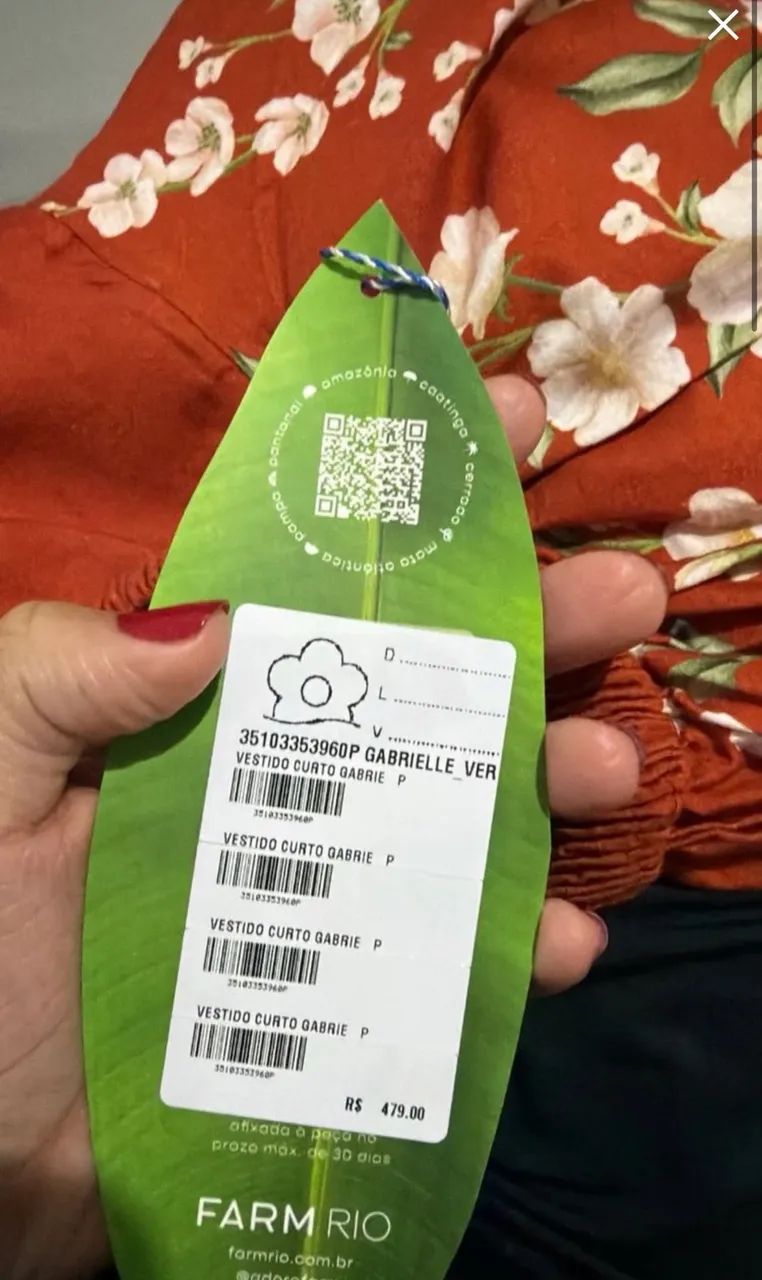 amazônia
caatinga
cerrado
mata atlântica
pampa
pantanal
D
L
V
35103353960P GABRIELLE_VER
VESTIDO CURTO GABRIE P
35103353960P
VESTIDO CURTO GABRIE P
35103353960P
VESTIDO CURTO GABRIE P
35103353960P
VESTIDO CURTO GABRIE P
35103353960P
R$ 479.00
afixada à peça no
prazo máx. de 30 dias
FARM RIO
farmrio.com.br